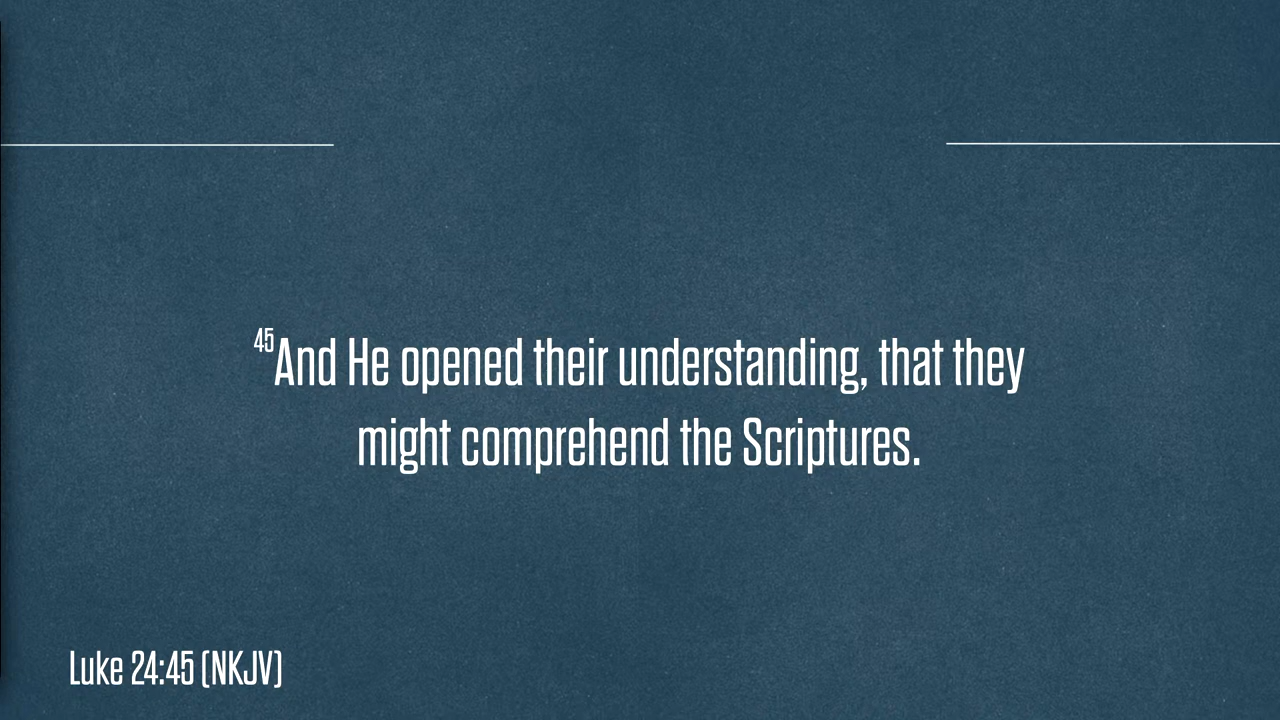 45And He opened their understanding, that they
might comprehend the Scriptures.
Luke 24:45 (NKJV)